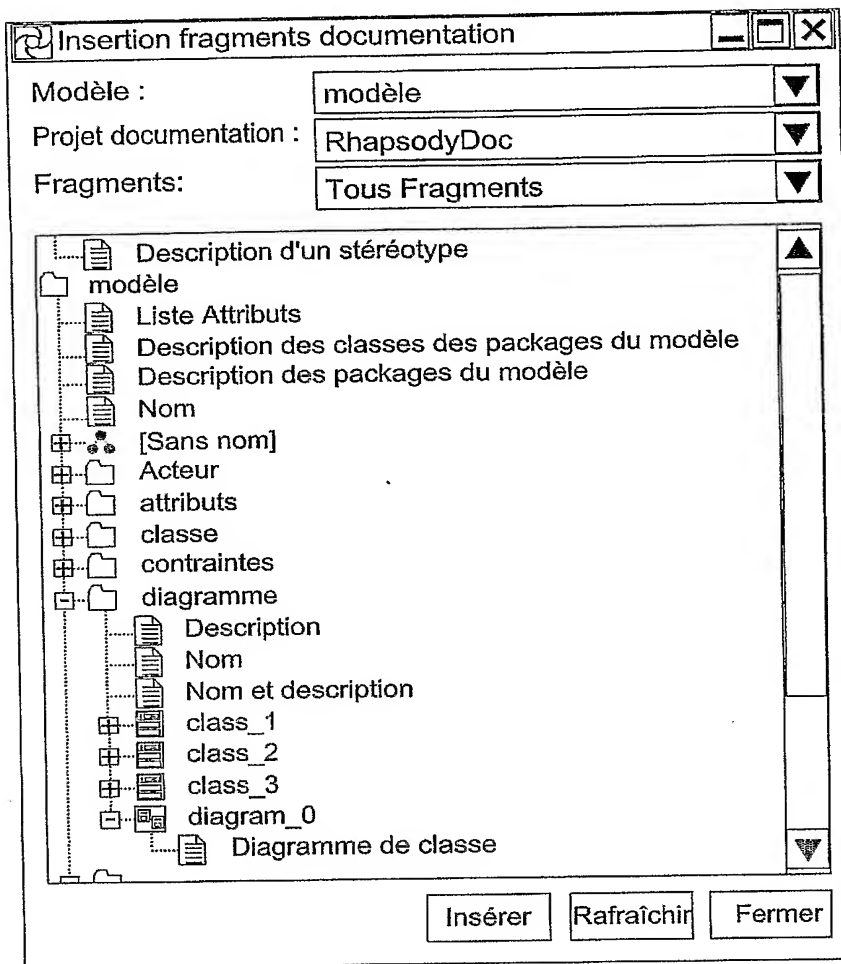 Insertion fragments documentation
Modèle : modèle
Projet documentation : RhapsodyDoc
Fragments: Tous Fragments
Description d'un stéréotype
modèle
Liste Attributs
Description des classes des packages du modèle
Description des packages du modèle
Nom
[Sans nom]
Acteur
attributs
classe
contraintes
diagramme
Description
Nom
Nom et description
class_1
class_2
class_3
diagram_0
Diagramme de classe
Insérer Rafraîchir Fermer